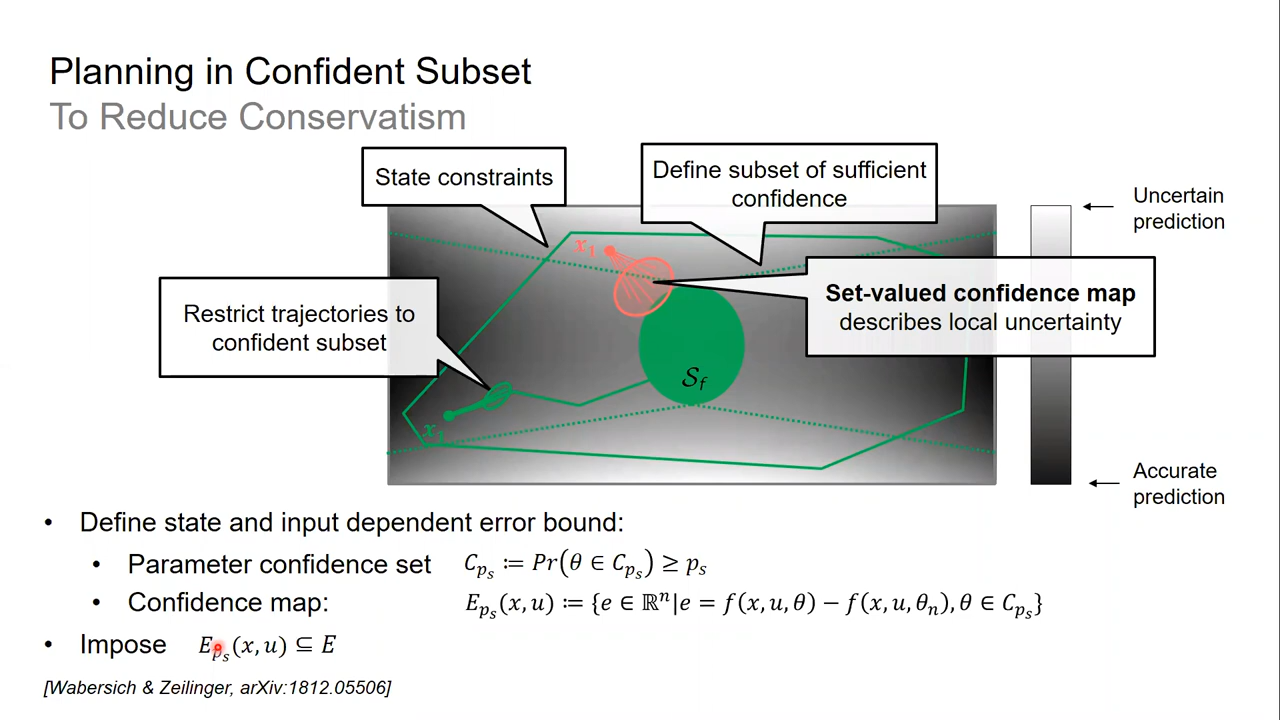 Planning in Confident Subset
To Reduce Conservatism
State constraints
Define subset of sufficient
confidence
Uncertain
prediction
x₁
Set-valued confidence map
describes local uncertainty
Restrict trajectories to
confident subset
𝒮f
x₁
Accurate
prediction
• Define state and input dependent error bound:
• Parameter confidence set C_{p_s} ≔ Pr(θ ∈ C_{p_s}) ≥ p_s
• Confidence map: E_{p_s}(x, u) ≔ {e ∈ ℝⁿ|e = f(x, u, θ) − f(x, u, θ_n), θ ∈ C_{p_s}}
• Impose E_{p_s}(x, u) ⊆ E
[Wabersich & Zeilinger, arXiv:1812.05506]